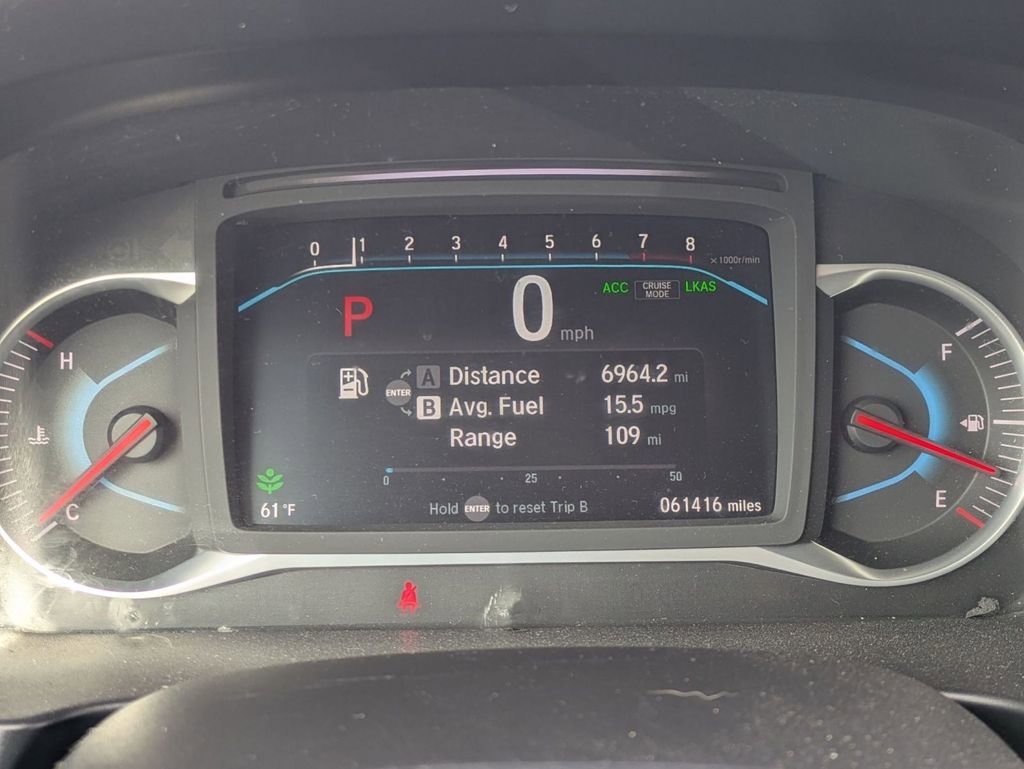 0 1 2 3 4 5 6 7 8
×1000r/min
P
0 mph
ACC CRUISE MODE LKAS
H
C
F
E
ENTER
A Distance 6964.2 mi
B Avg. Fuel 15.5 mpg
Range 109 mi
0 25 50
61°F
Hold ENTER to reset Trip B
061416 miles